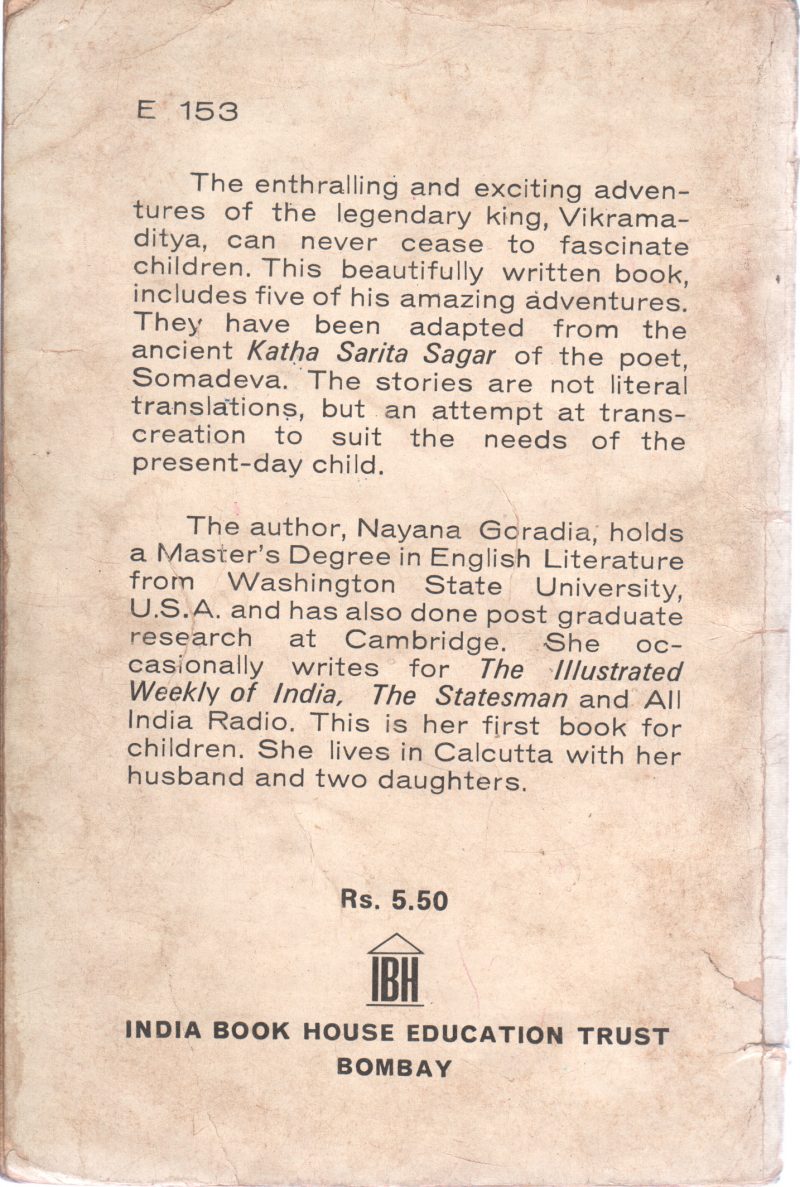 E 153
The enthralling and exciting adven-
tures of the legendary king, Vikrama-
ditya, can never cease to fascinate
children. This beautifully written book,
includes five of his amazing adventures.
They have been adapted from the
ancient Katha Sarita Sagar of the poet,
Somadeva. The stories are not literal
translations, but an attempt at trans-
creation to suit the needs of the
present-day child.
The author, Nayana Goradia, holds
a Master's Degree in English Literature
from Washington State University,
U.S.A. and has also done post graduate
research at Cambridge. She oc-
casionally writes for The Illustrated
Weekly of India, The Statesman and All
India Radio. This is her first book for
children. She lives in Calcutta with her
husband and two daughters.
Rs. 5.50
IBH
INDIA BOOK HOUSE EDUCATION TRUST
BOMBAY